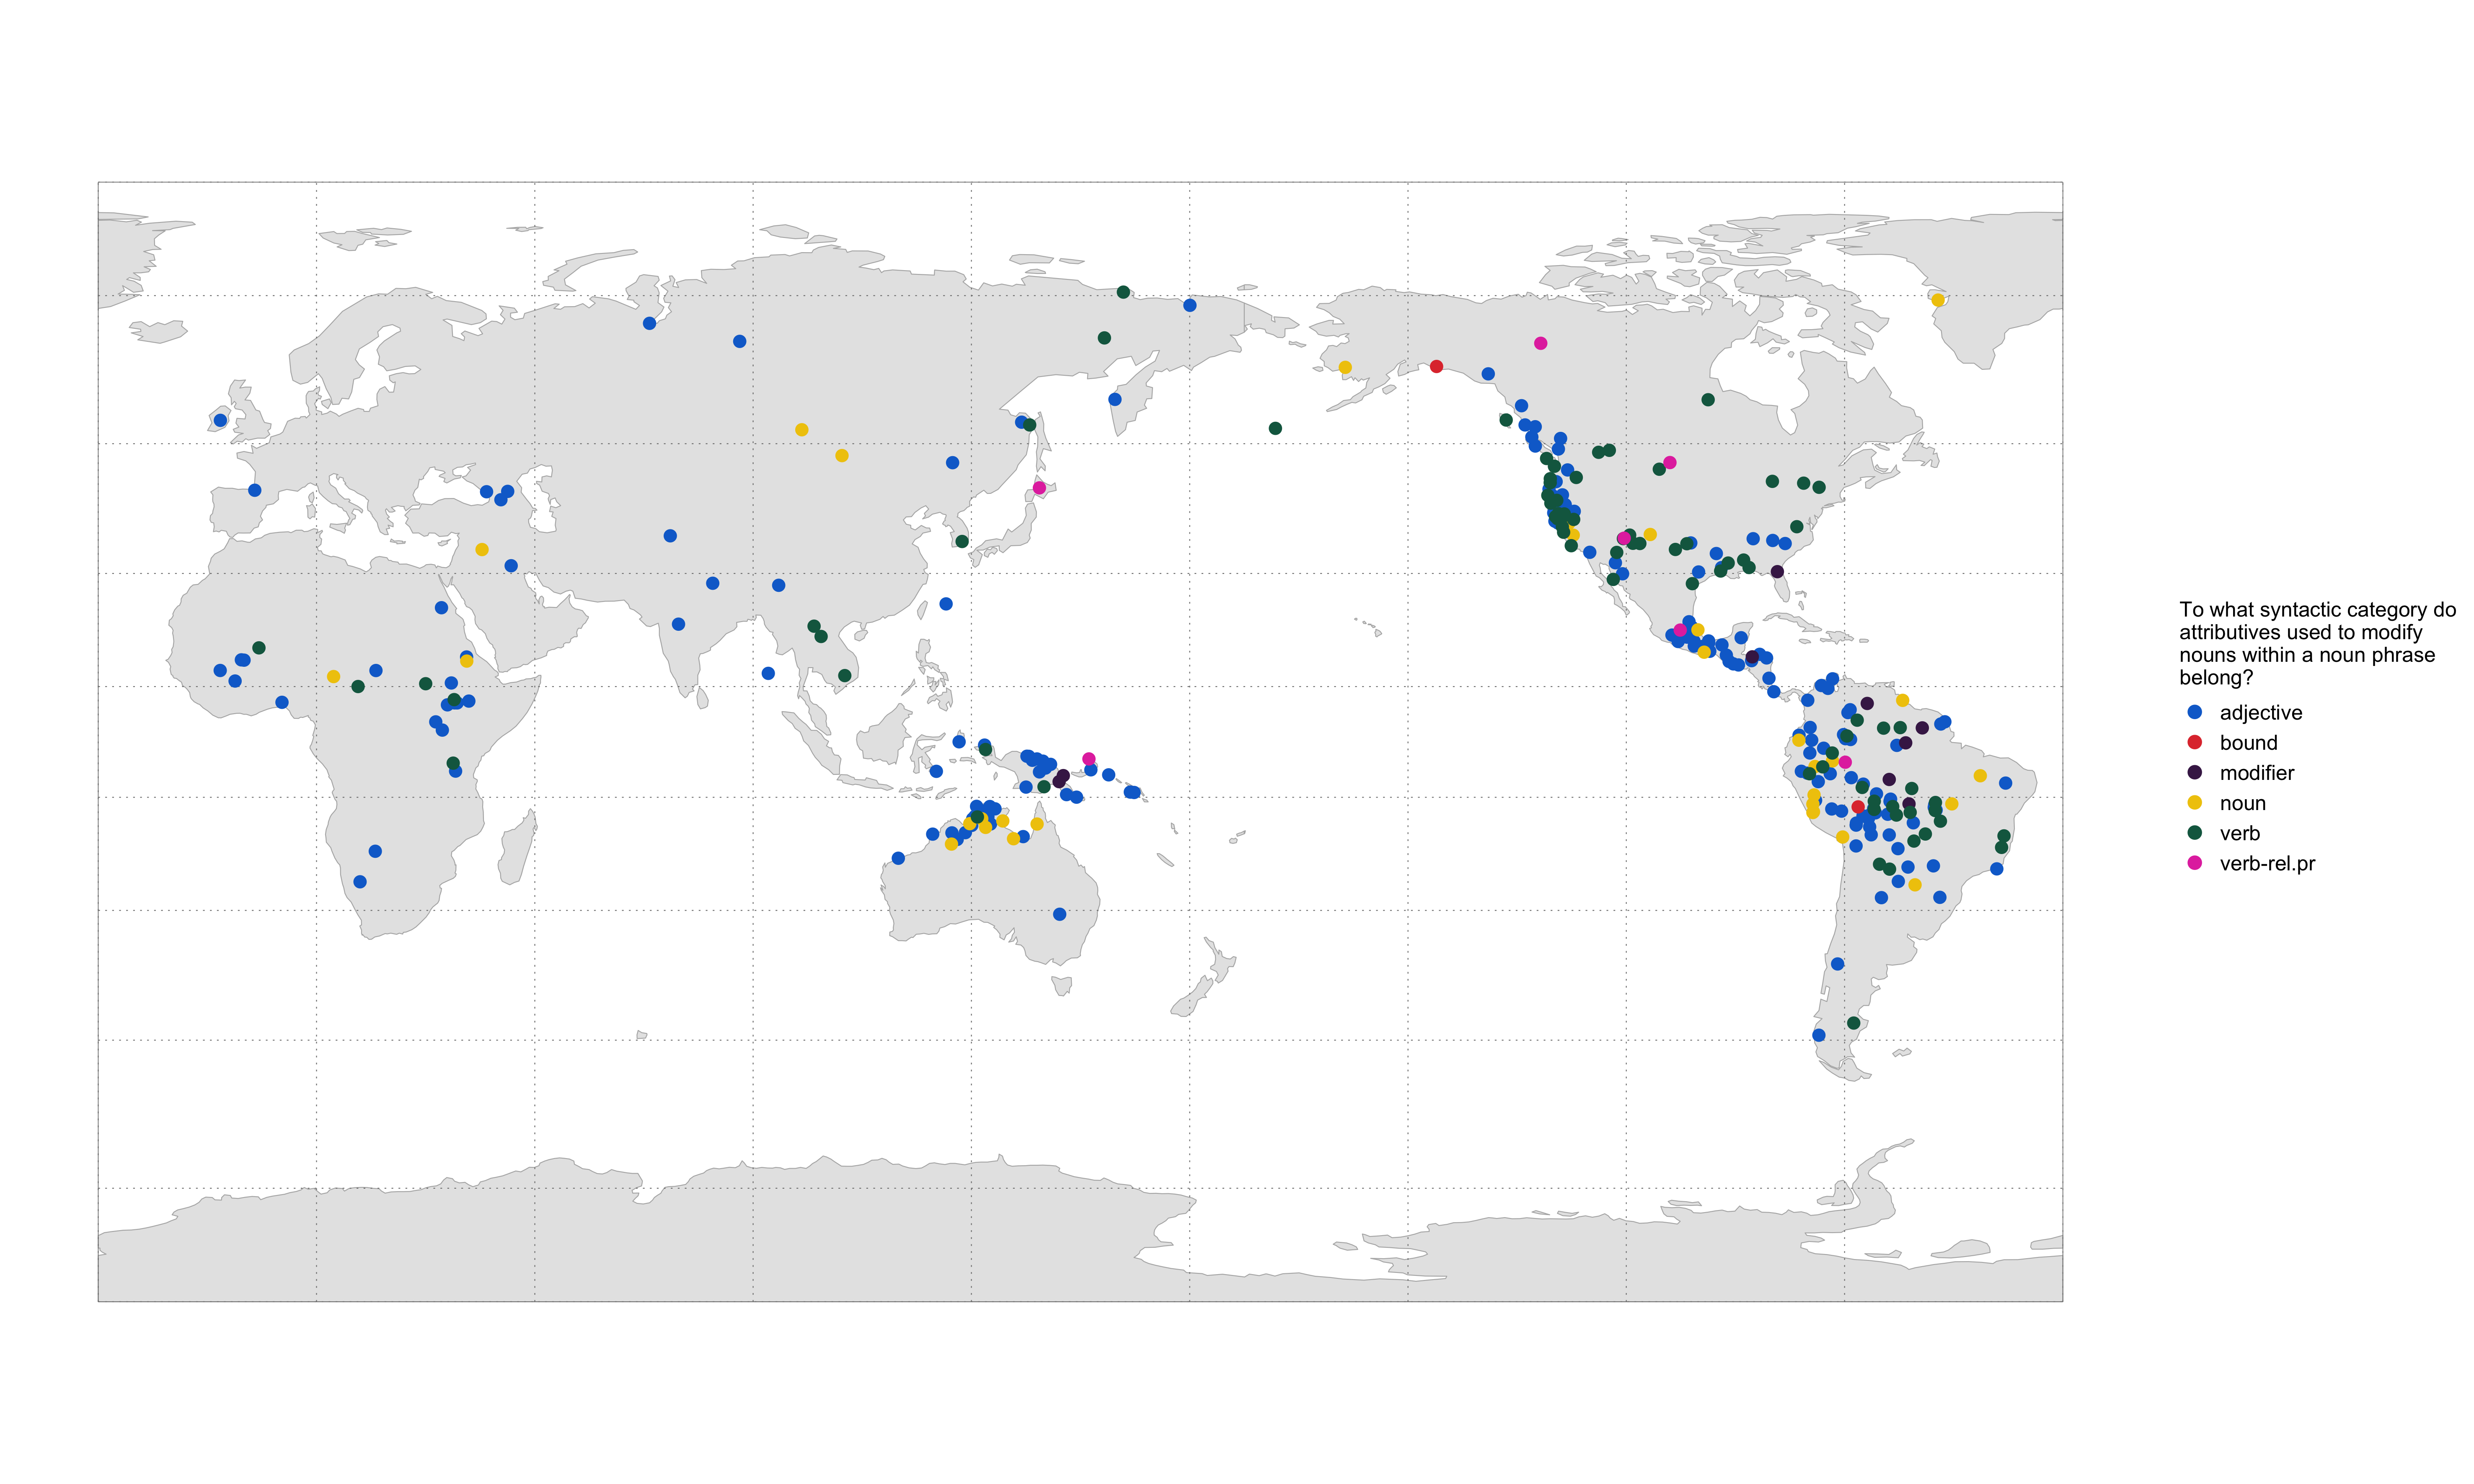 To what syntactic category do
attributives used to modify
nouns within a noun phrase
belong?
adjective
bound
modifier
noun
verb
verb-rel.pr